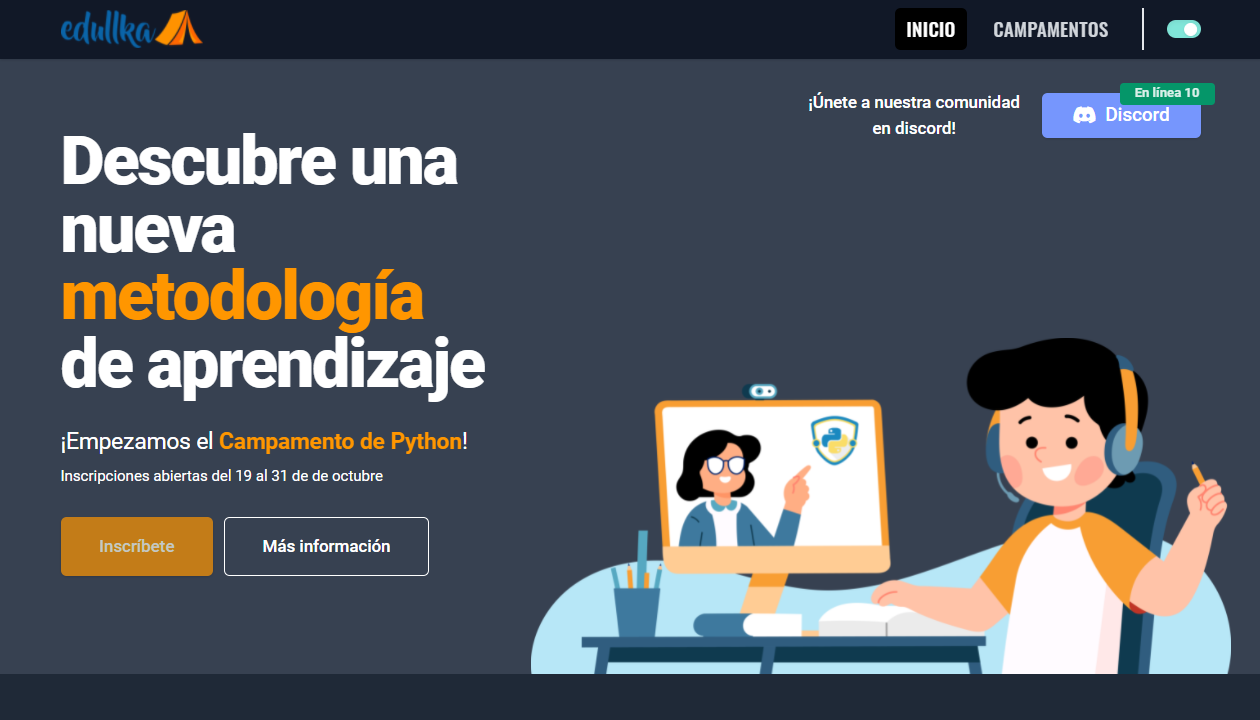 edullka
INICIO
CAMPAMENTOS
¡Únete a nuestra comunidad
en discord!
En línea 10
Discord
Descubre una
nueva
metodología
de aprendizaje
¡Empezamos el Campamento de Python!
Inscripciones abiertas del 19 al 31 de de octubre
Inscríbete
Más información